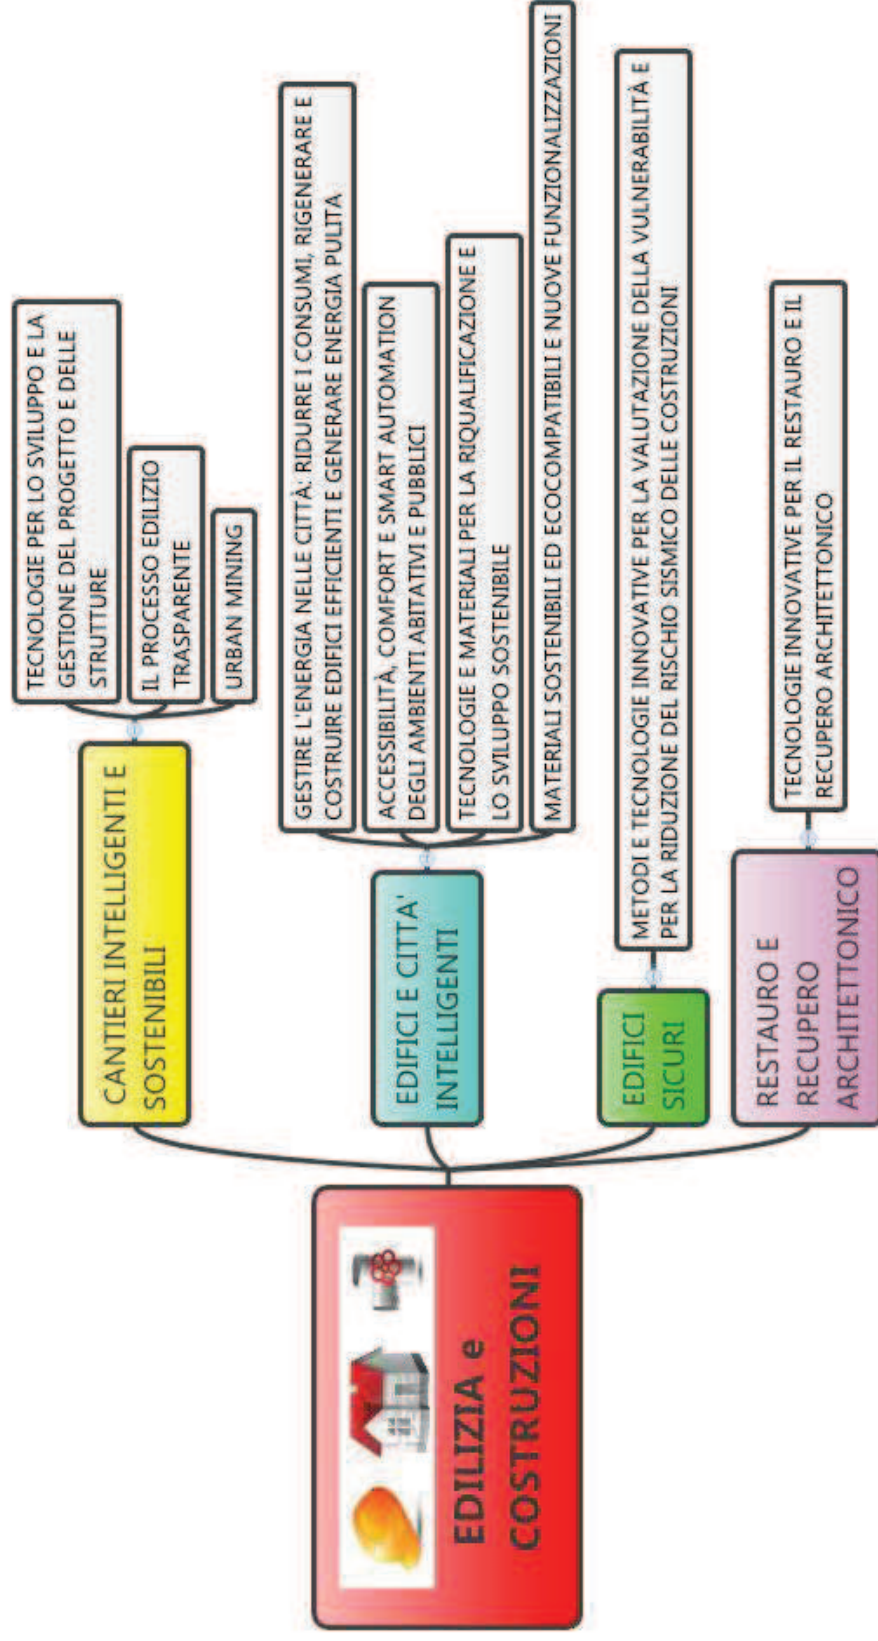 EDILIZIA e
COSTRUZIONI
CANTIERI INTELLIGENTI E
SOSTENIBILI
TECNOLOGIE PER LO SVILUPPO E LA
GESTIONE DEL PROGETTO E DELLE
STRUTTURE
IL PROCESSO EDILIZIO
TRASPARENTE
URBAN MINING
EDIFICI E CITTA'
INTELLIGENTI
GESTIRE L'ENERGIA NELLE CITTÀ: RIDURRE I CONSUMI, RIGENERARE E
COSTRUIRE EDIFICI EFFICIENTI E GENERARE ENERGIA PULITA
ACCESSIBILITÀ, COMFORT E SMART AUTOMATION
DEGLI AMBIENTI ABITATIVI E PUBBLICI
TECNOLOGIE E MATERIALI PER LA RIQUALIFICAZIONE E
LO SVILUPPO SOSTENIBILE
MATERIALI SOSTENIBILI ED ECOCOMPATIBILI E NUOVE FUNZIONALIZZAZIONI
EDIFICI
SICURI
METODI E TECNOLOGIE INNOVATIVE PER LA VALUTAZIONE DELLA VULNERABILITÀ E
PER LA RIDUZIONE DEL RISCHIO SISMICO DELLE COSTRUZIONI
RESTAURO E
RECUPERO
ARCHITETTONICO
TECNOLOGIE INNOVATIVE PER IL RESTAURO E IL
RECUPERO ARCHITETTONICO